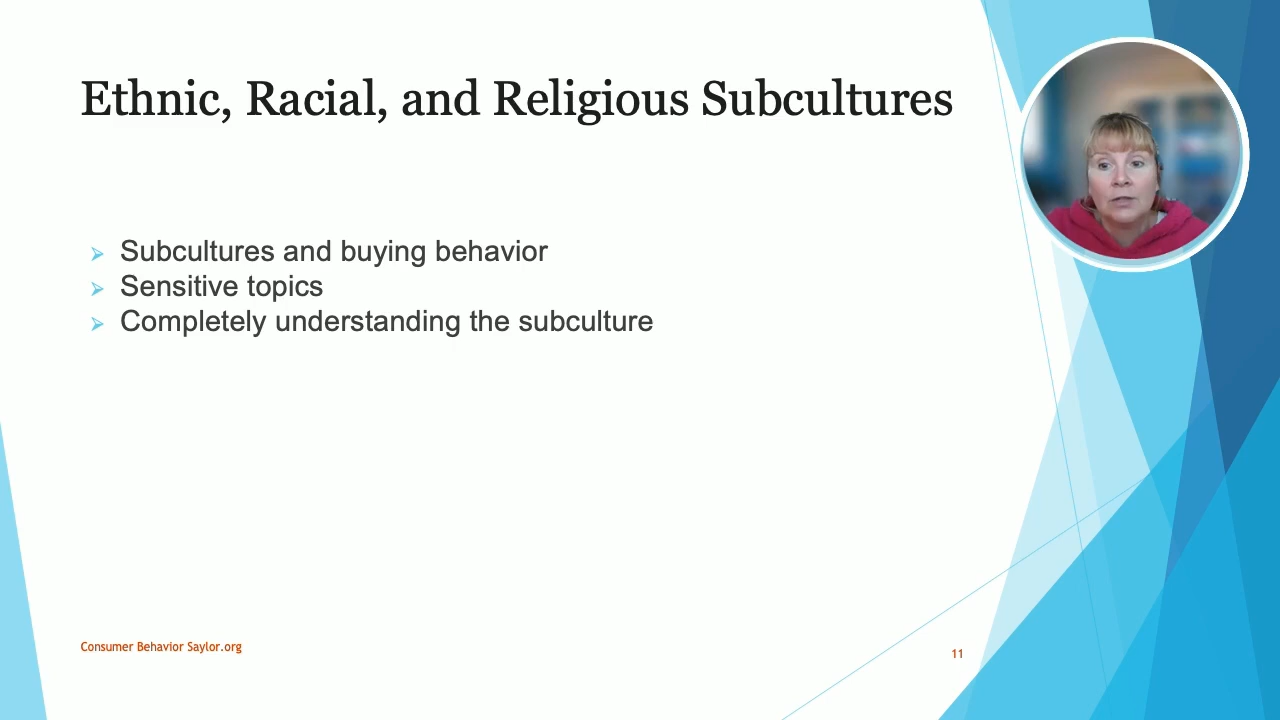 Ethnic, Racial, and Religious Subcultures
Subcultures and buying behavior
Sensitive topics
Completely understanding the subculture
Consumer Behavior Saylor.org
11